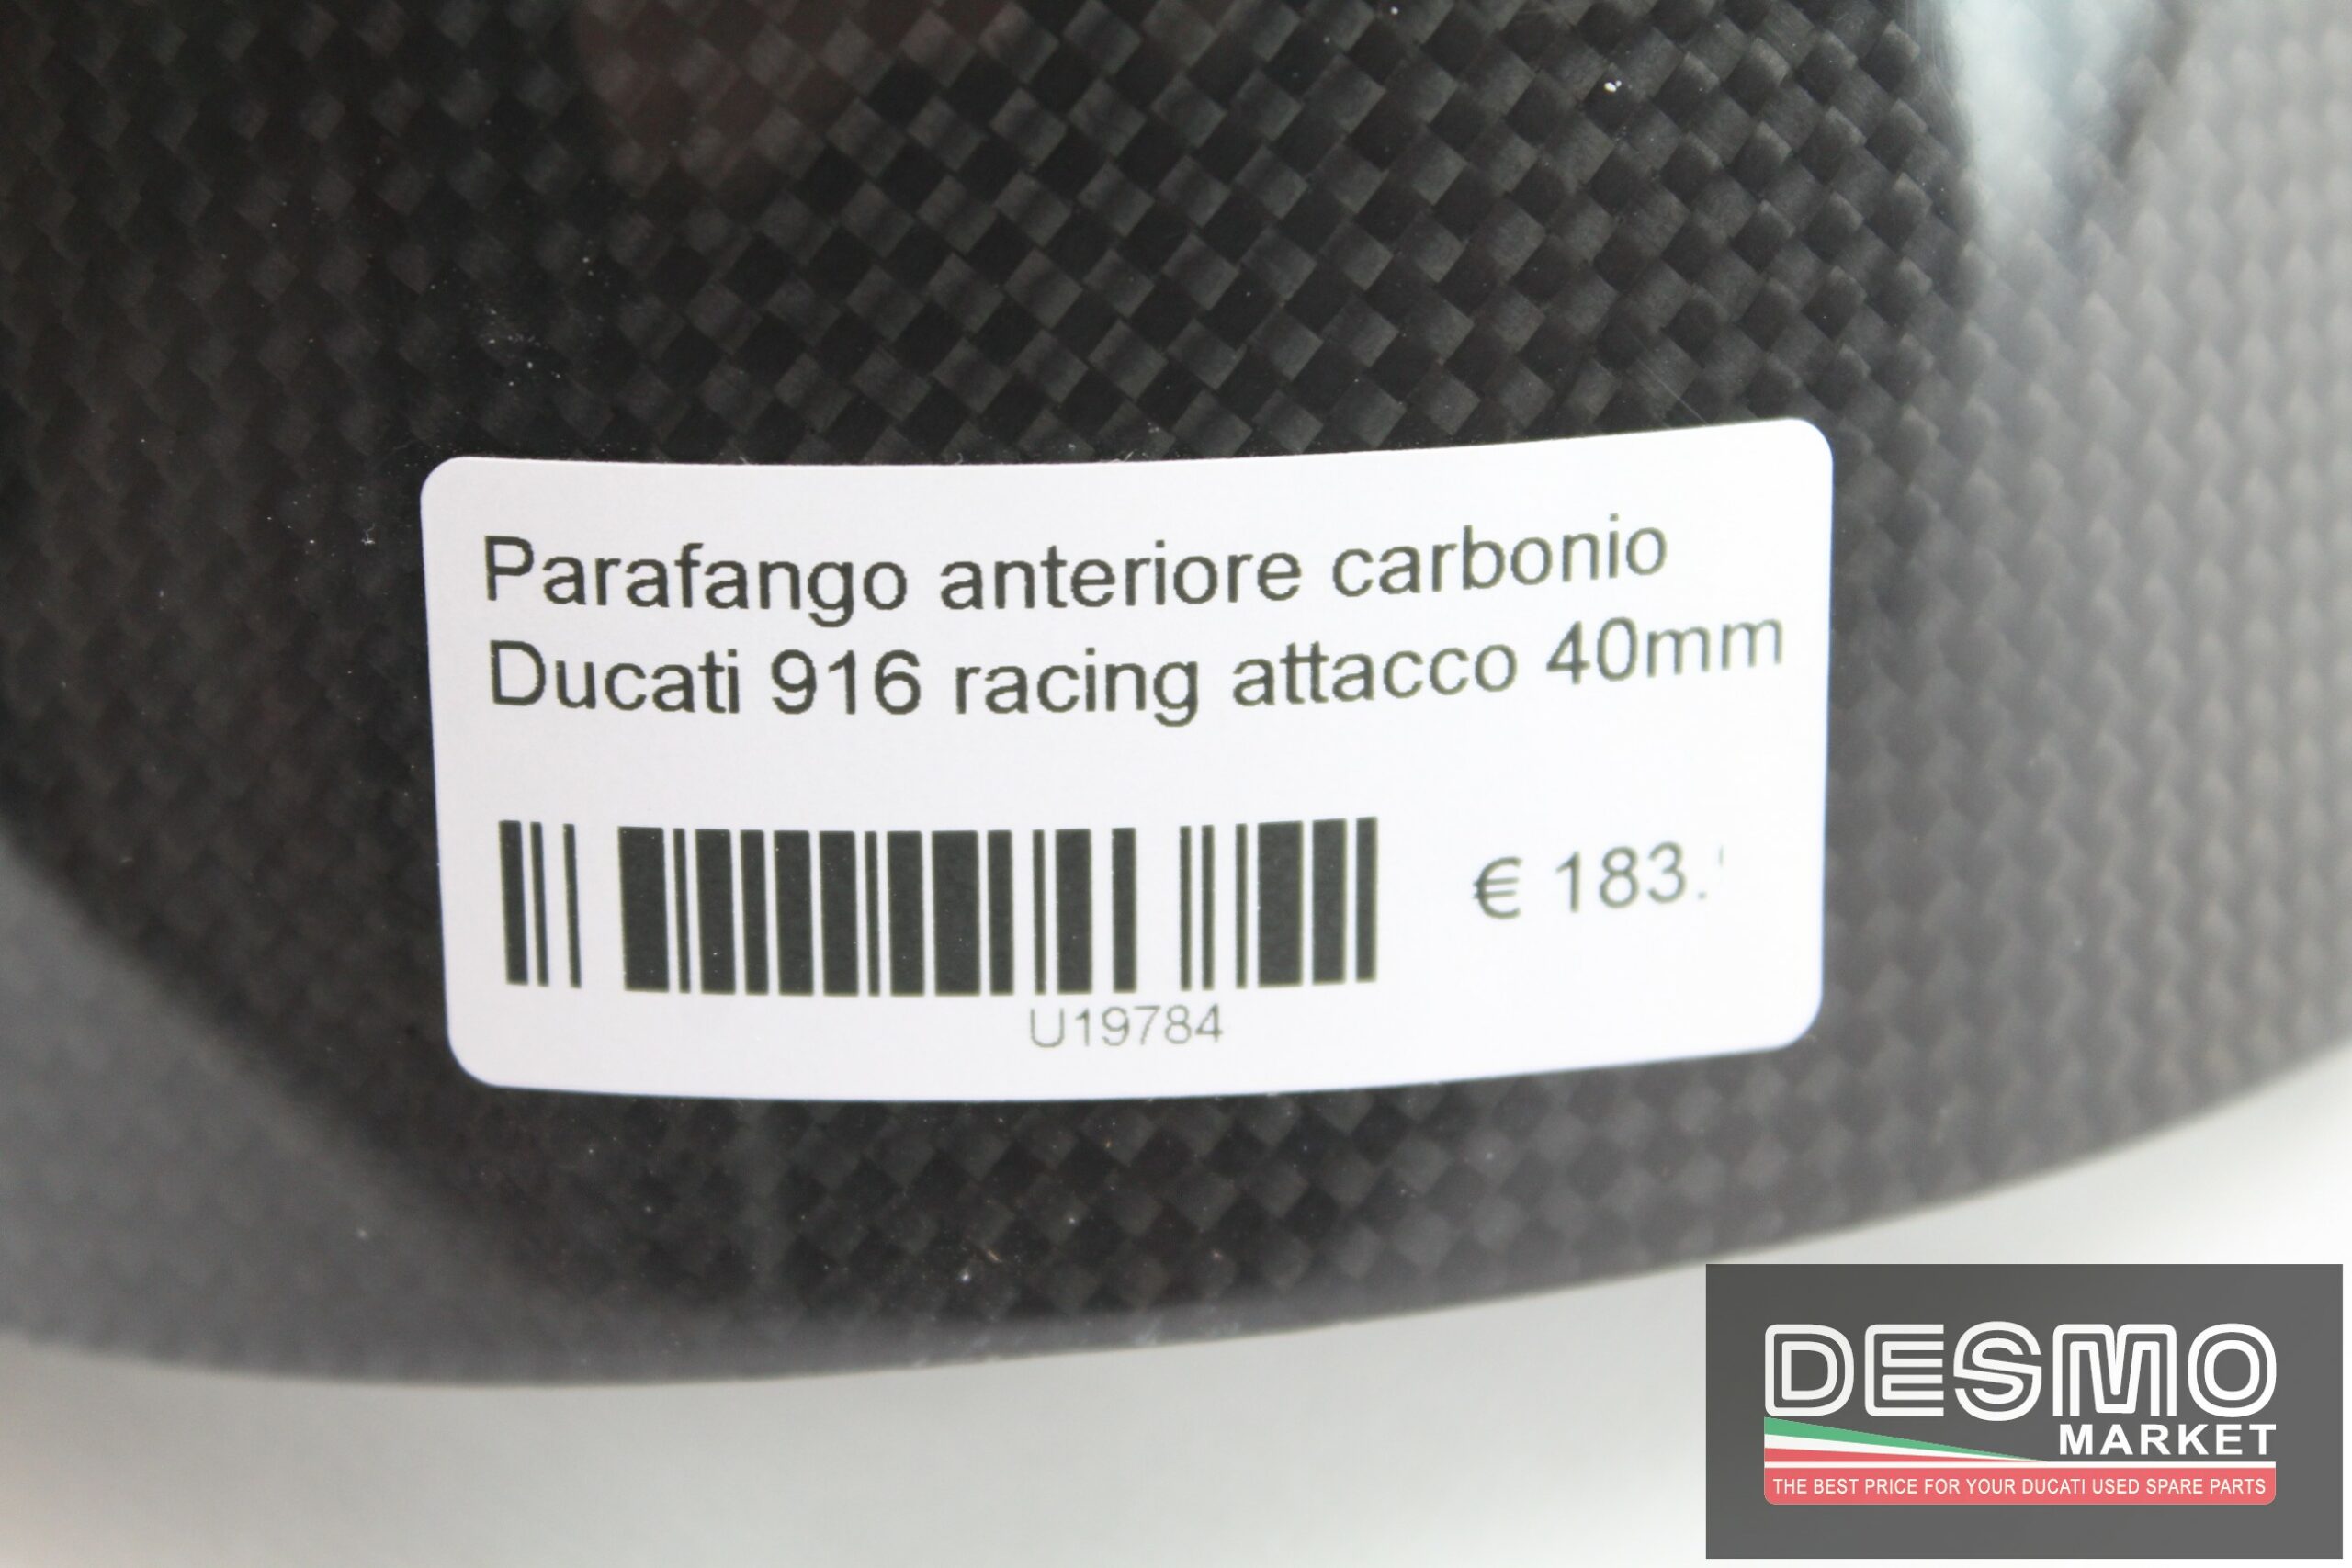 Parafango anteriore carbonio
Ducati 916 racing attacco 40mm
€ 183.
U19784
DESMO
MARKET
THE BEST PRICE FOR YOUR DUCATI USED SPARE PARTS